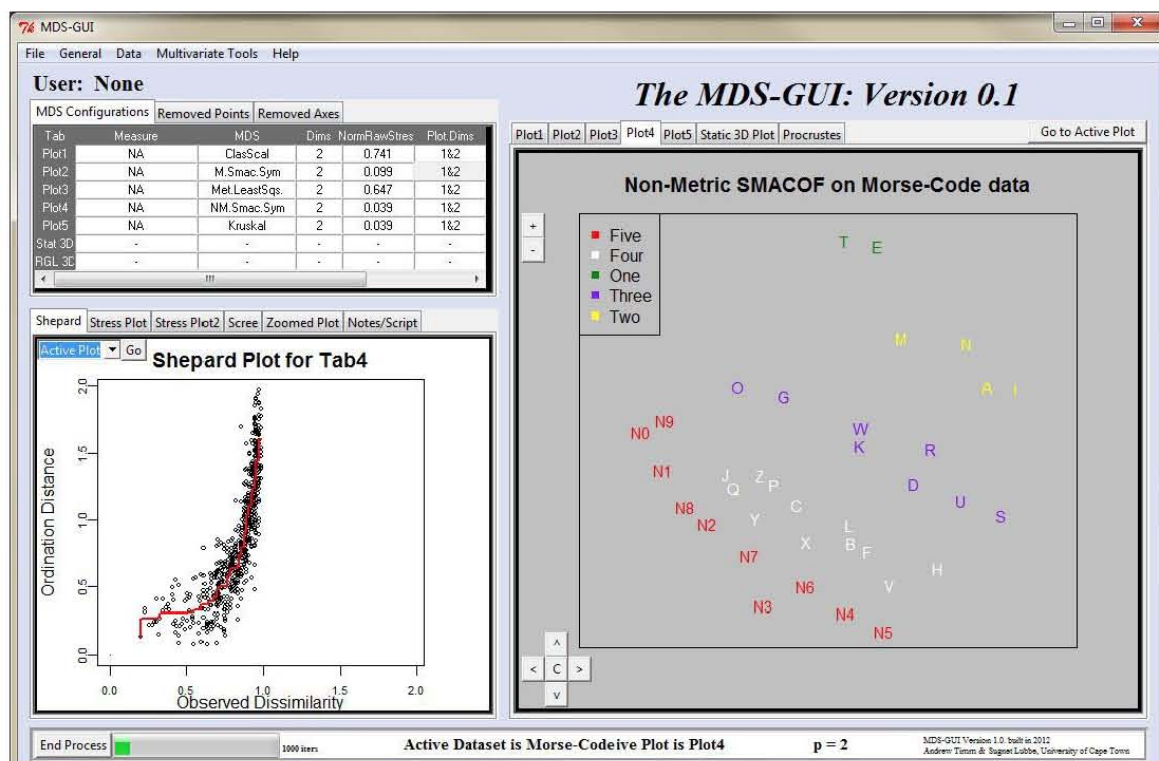 MDS-GUI
File General Data Multivariate Tools Help
User: None
The MDS-GUI: Version 0.1
MDS Configurations Removed Points Removed Axes
Tab Measure MDS Dims NormRawStres Plot.Dims
Plot1 NA ClasScal 2 0.741 1&2
Plot2 NA M.Smac.Sym 2 0.099 1&2
Plot3 NA Met.LeastSqs. 2 0.647 1&2
Plot4 NA NM.Smac.Sym 2 0.039 1&2
Plot5 NA Kruskal 2 0.039 1&2
Stat 3D - - - - -
RGL 3D - - - - -
Shepard Stress Plot Stress Plot2 Scree Zoomed Plot Notes/Script
Active Plot Go
Shepard Plot for Tab4
Ordination Distance
2.0
1.5
1.0
0.5
0.0
0.0 0.5 1.0 1.5 2.0
Observed Dissimilarity
Plot1 Plot2 Plot3 Plot4 Plot5 Static 3D Plot Procrustes
Go to Active Plot
Non-Metric SMACOF on Morse-Code data
+
-
Five
Four
One
Three
Two
T E
M N
A I
O G
N9
N0
W
K R
N1
J Z P
Q
D
U
S
N8
C
N2
Y
L
X B F
N7
H
N6
V
N3
N4
N5
^
< C >
v
End Process
1000 iters
Active Dataset is Morse-Codeive Plot is Plot4
p = 2
MDS-GUI Version 1.0. built in 2012
Andrew Timm & Sugnet Lubbe, University of Cape Town